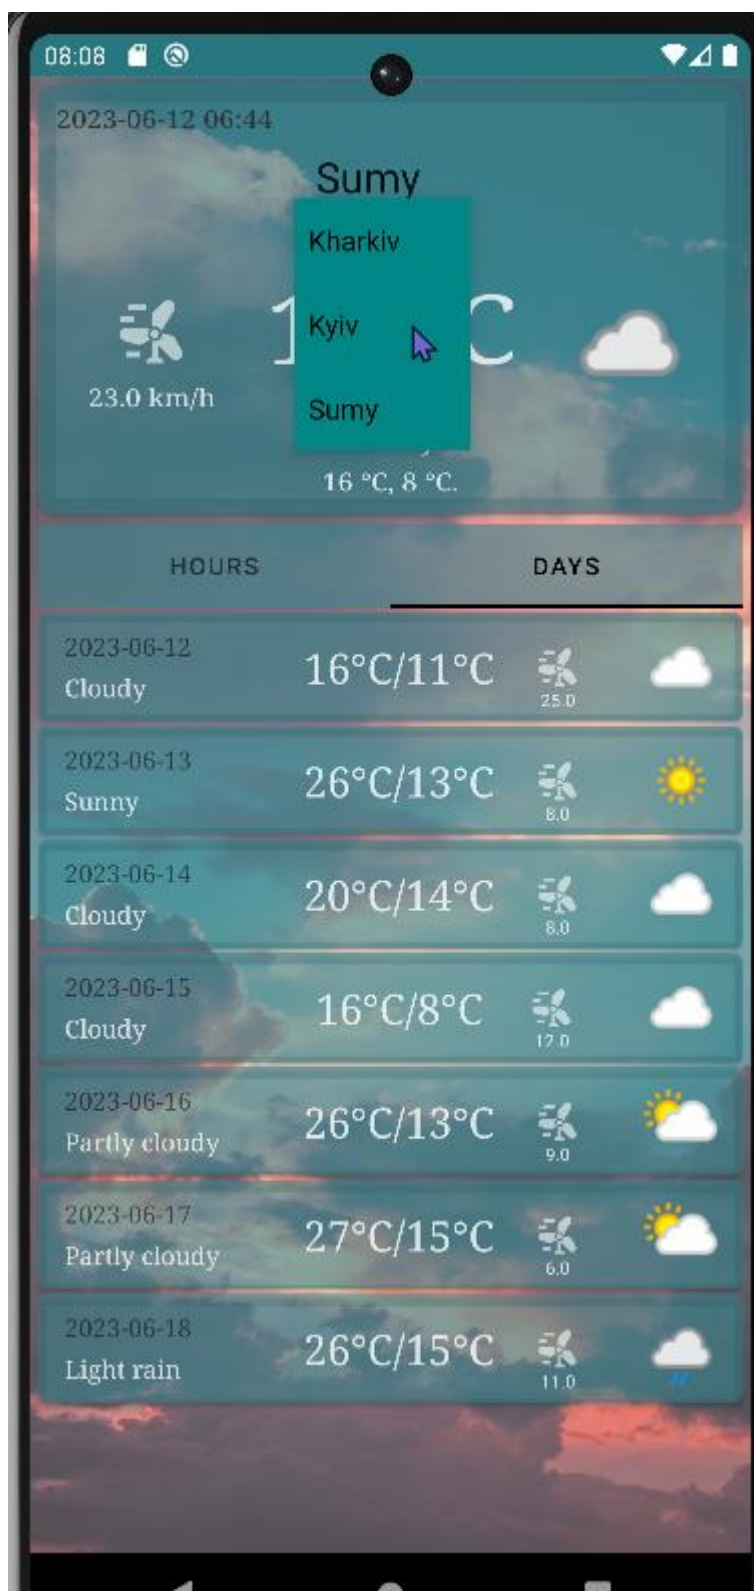 08:08
2023-06-12 06:44
Sumy
Kharkiv
Kyiv
Sumy
23.0 km/h
16 °C, 8 °C.
HOURS
DAYS
2023-06-12
Cloudy
16°C/11°C
25.0
2023-06-13
Sunny
26°C/13°C
8.0
2023-06-14
Cloudy
20°C/14°C
8.0
2023-06-15
Cloudy
16°C/8°C
12.0
2023-06-16
Partly cloudy
26°C/13°C
9.0
2023-06-17
Partly cloudy
27°C/15°C
6.0
2023-06-18
Light rain
26°C/15°C
11.0